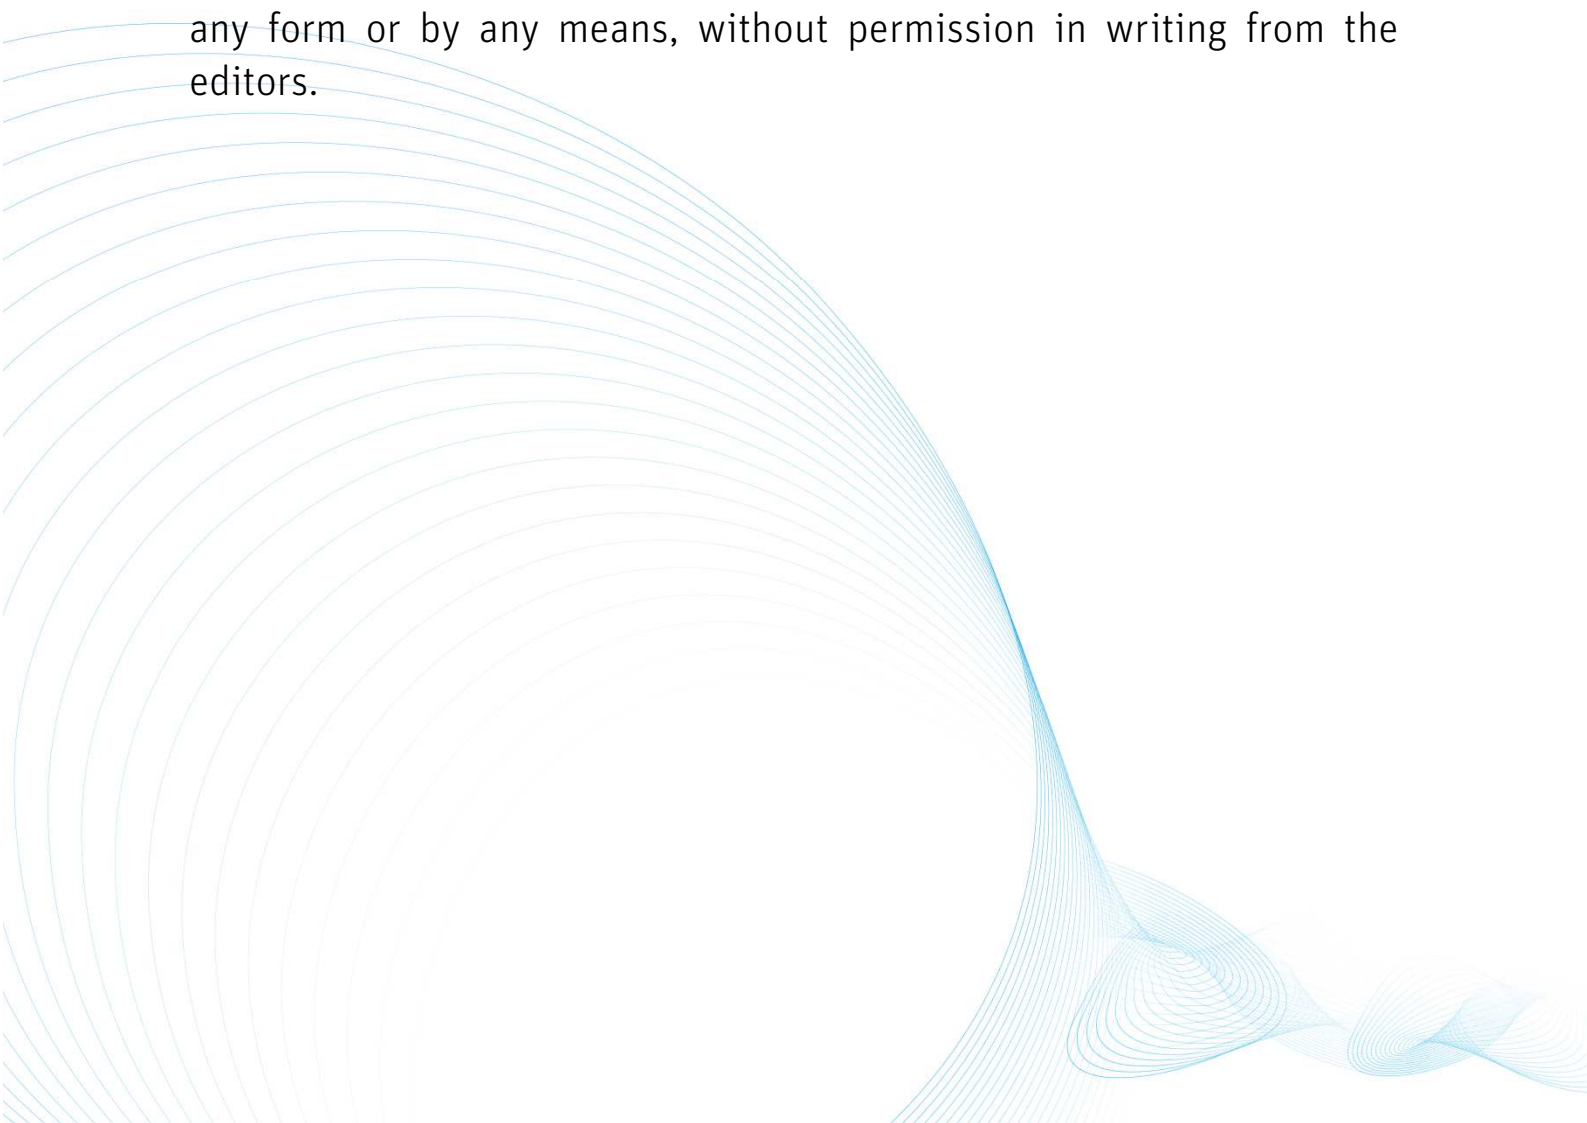 any form or by any means, without permission in writing from the
editors.